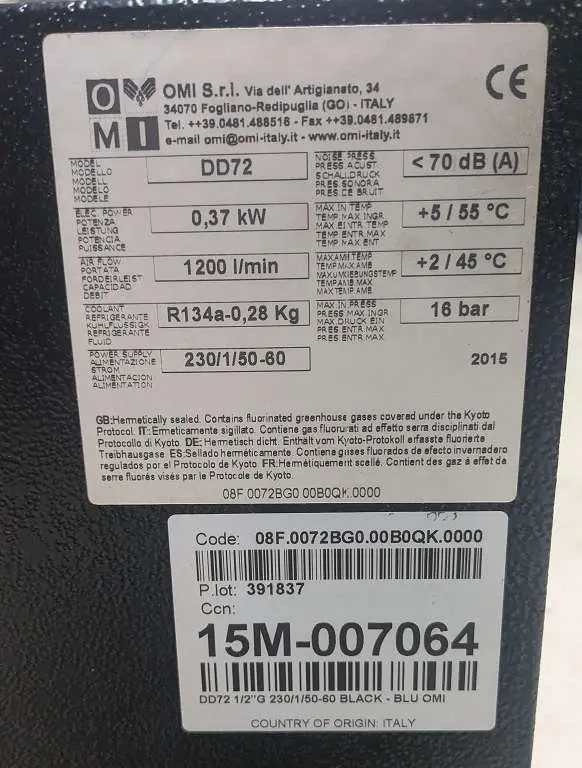 O
M I
OMI S.r.l. Via dell' Artigianato, 34
34070 Fogliano-Redipuglia (GO) - ITALY
Tel. ++39.0481.488516 - Fax ++39.0481.489871
e-mail omi@omi-italy.it - www.omi-italy.it
CE
MODEL
MODELLO
MODELL
MODELO
MODELE
DD72
NOISE PRESS.
PRESS.ACUST.
SCHALLDRUCK
PRES.SONORA
PRES.DE BRUIT
< 70 dB (A)
ELEC. POWER
POTENZA
LEISTUNG
POTENCIA
PUISSANCE
0,37 kW
MAX IN TEMP
TEMP.MAX INGR.
MAX EINTR TEMP
TEMP ENTR.MAX
TEMP.MAX.ENT
+5 / 55 °C
AIR FLOW
PORTATA
FORDERLEIST
CAPACIDAD
DEBIT
1200 l/min
MAX AMB TEMP
TEMP.MAX AMB
MAX UMGEBUNGSTEMP
TEMP.AMB.MAX
MAX TEMP AMB
+2 / 45 °C
COOLANT
REFRIGERANTE
KUHLFLUSSIGK
REFRIGERANTE
FLUID
R134a-0,28 Kg
MAX IN PRESS
PRESS MAX INGR
MAX.DRUCK EIN
PRES ENTR.MAX
PRES ENTR.MAX.
16 bar
POWER SUPPLY
ALIMENTAZIONE
STROM
ALIMENTACION
ALIMENTATION
230/1/50-60
2015
GB:Hermetically sealed. Contains fluorinated greenhouse gases covered under the Kyoto
Protocol. IT: Ermeticamente sigillato. Contiene gas fluorurati ad effetto serra disciplinati dal
Protocollo di Kyoto. DE: Hermetisch dicht. Enthält vom Kyoto-Protokoll erfasste fluorierte
Treibhausgase ES:Sellado herméticamente. Contiene gases fluorados de efecto invernadero
regulados por el Protocolo de Kyoto. FR:Hermétiquement scellé. Contient des gaz à effet de
serre fluorés visés par le Protocole de Kyoto.
08F.0072BG0.00B0QK.0000
Code: 08F.0072BG0.00B0QK.0000
P.lot: 391837
Ccn:
15M-007064
DD72 1/2"G 230/1/50-60 BLACK - BLU OMI
COUNTRY OF ORIGIN: ITALY